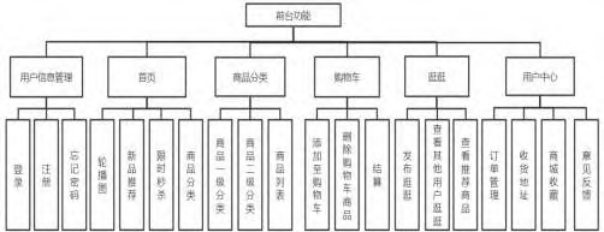 前台功能
用户信息管理
首页
商品分类
购物车
逛逛
用户中心
登录
注册
忘记密码
轮播图
新品推荐
限时秒杀
商品分类
商品一级分类
商品二级分类
商品列表
添加至购物车
删除购物车商品
结算
发布逛逛
查看其他用户逛逛
查看推荐商品
订单管理
收货地址
商城收藏
意见反馈